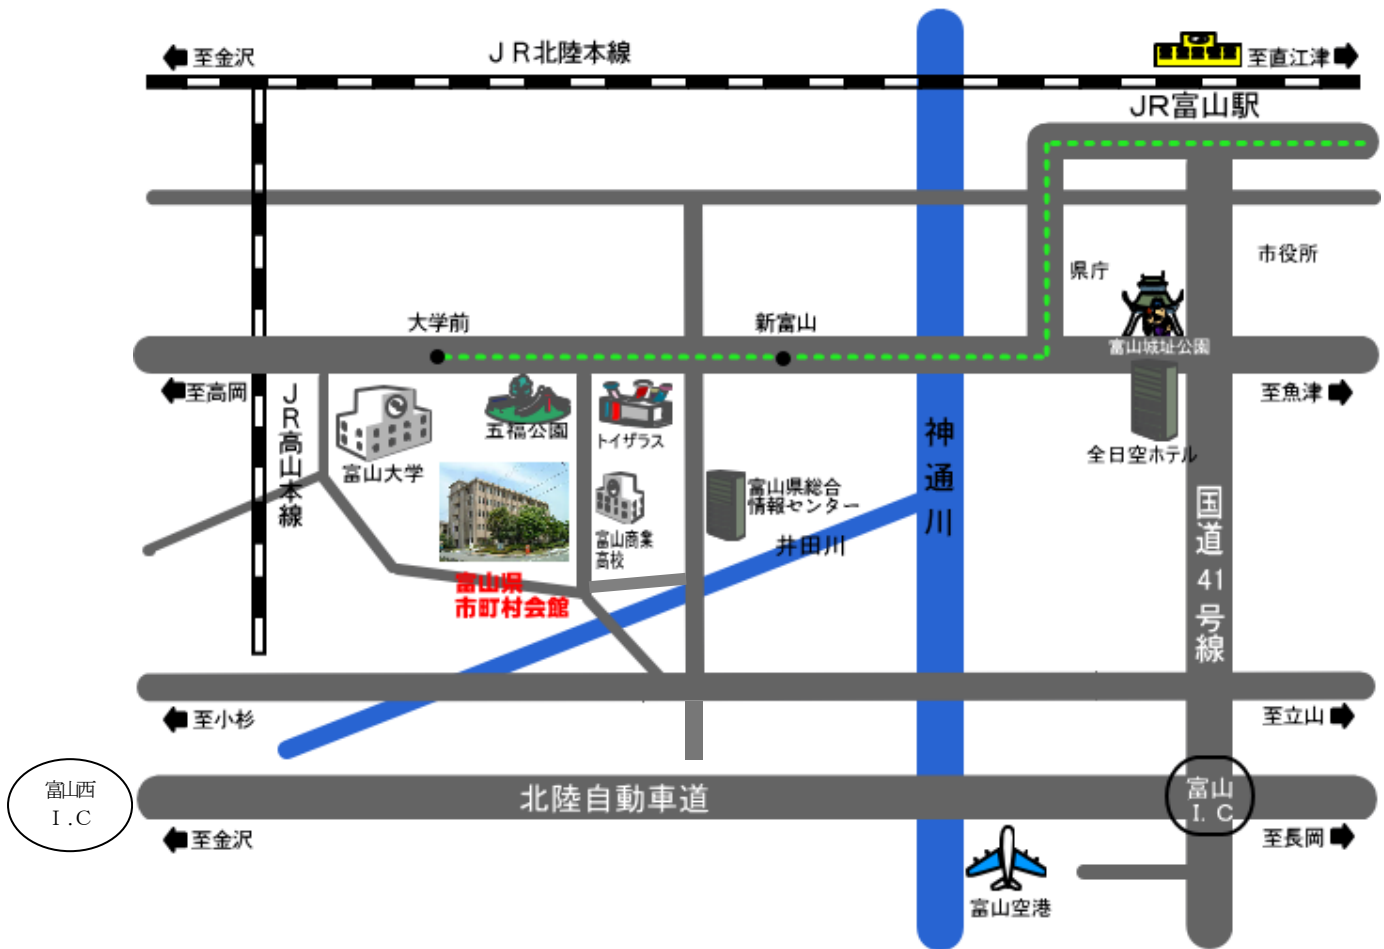 至金沢
ＪＲ北陸本線
至直江津
JR富山駅
市役所
県庁
大学前
新富山
富山城址公園
至高岡
至魚津
ＪＲ高山本線
富山大学
五福公園
トイザラス
神通川
全日空ホテル
富山県総合
情報センター
富山商業
高校
井田川
国道41号線
富山県
市町村会館
至小杉
至立山
富山西
I.C
北陸自動車道
富山
I.C
至金沢
至長岡
富山空港